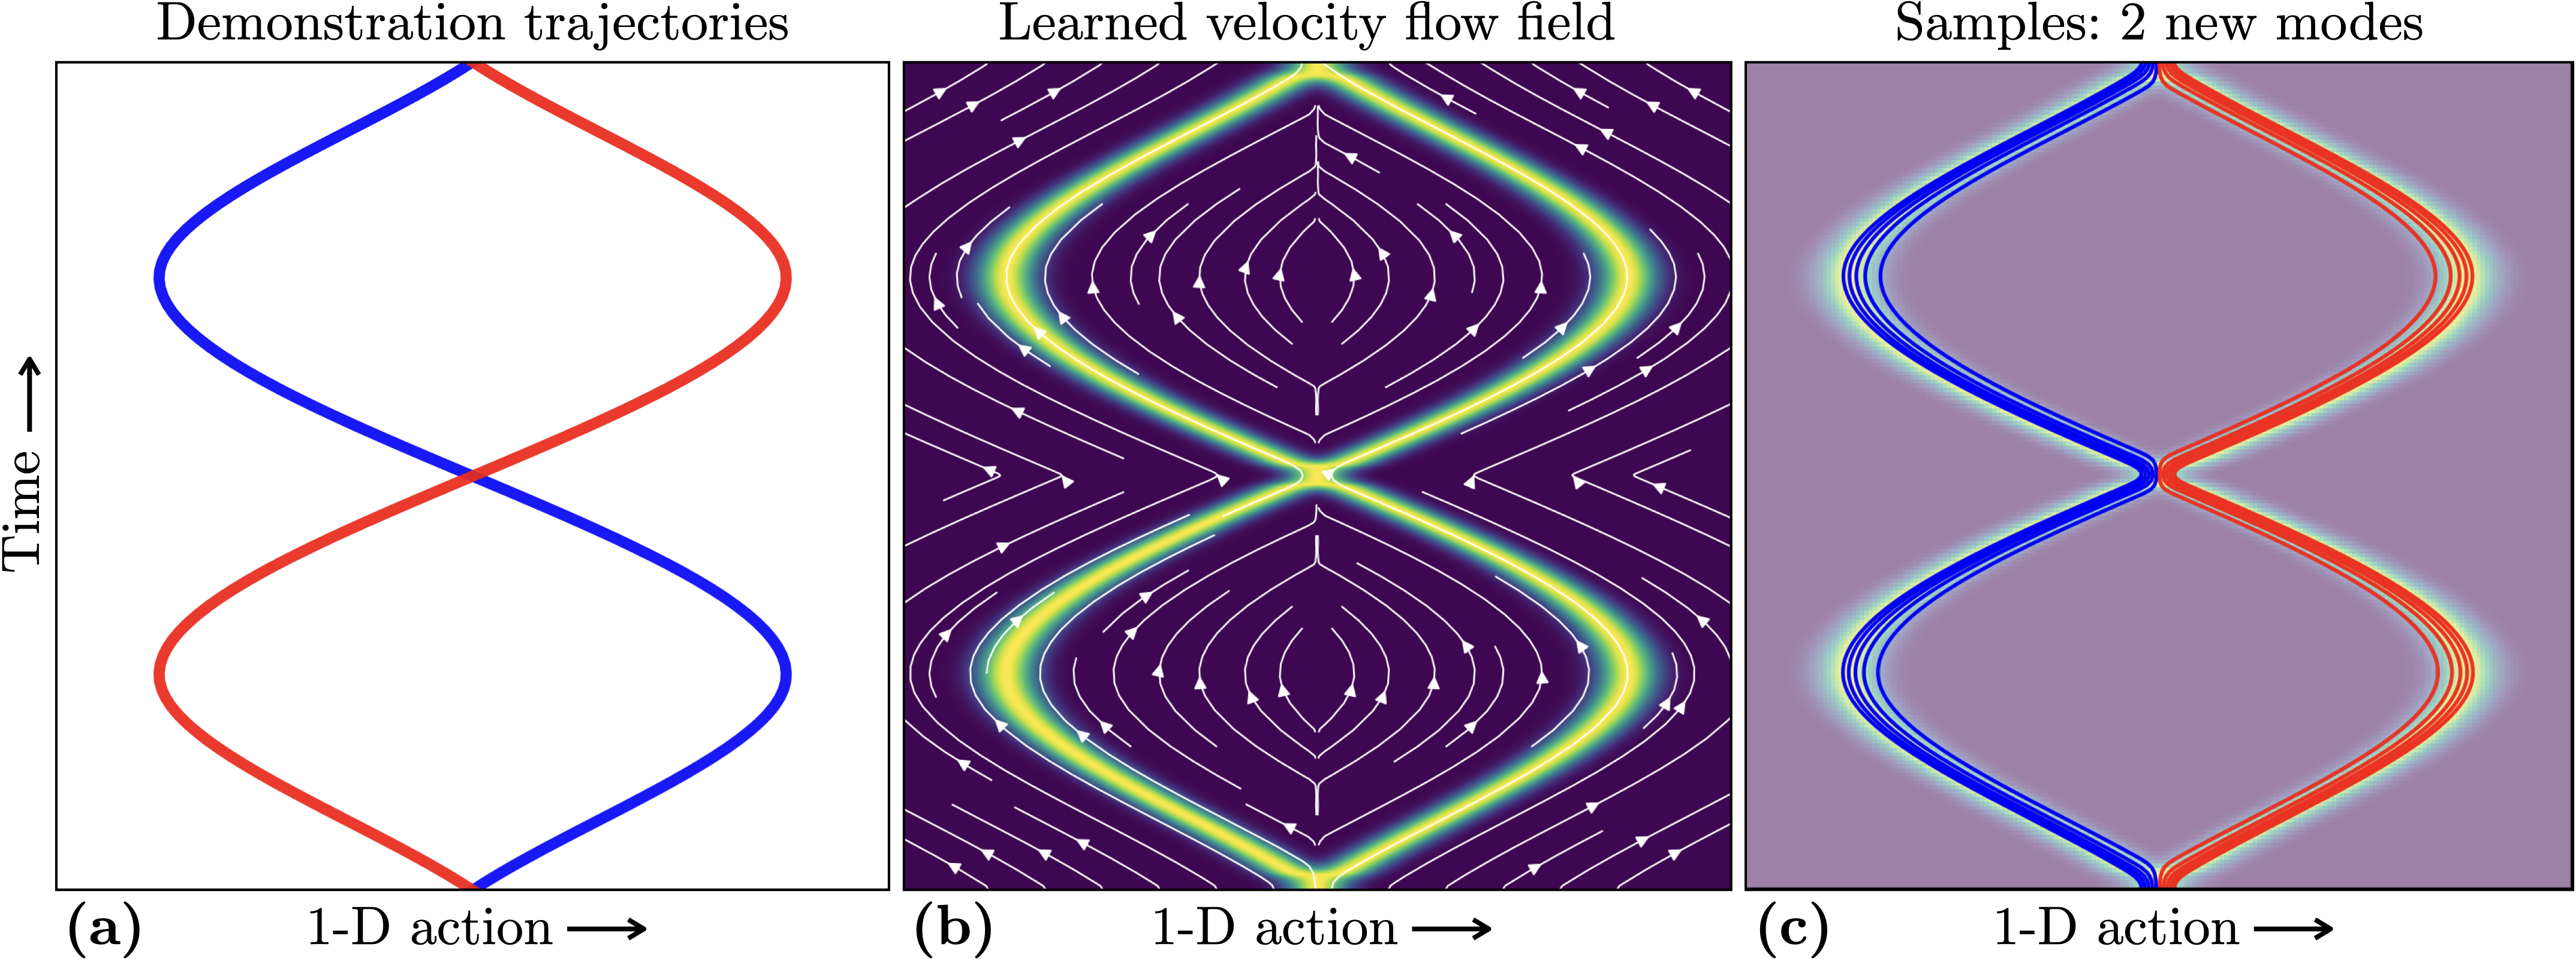 Demonstration trajectories
Learned velocity flow field
Samples: 2 new modes
Time
(a)
1-D action
(b)
1-D action
(c)
1-D action